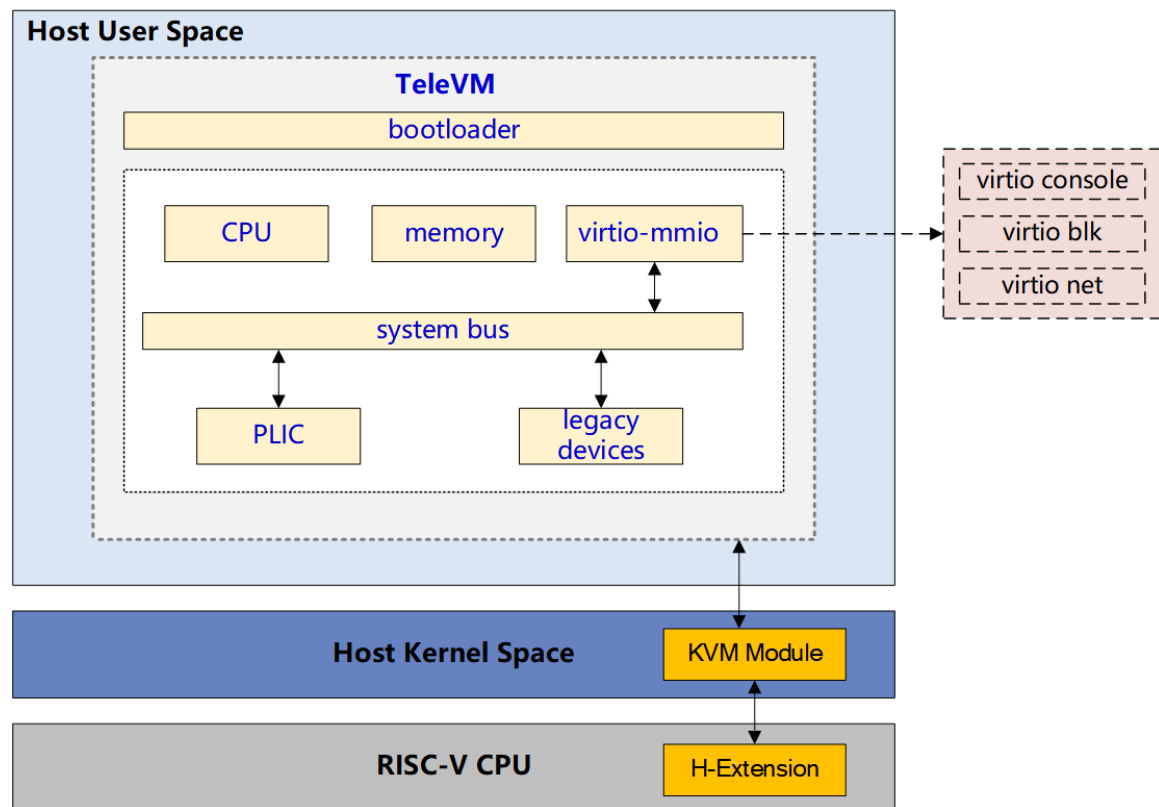 Host User Space
TeleVM
bootloader
CPU
memory
virtio-mmio
system bus
PLIC
legacy
devices
virtio console
virtio blk
virtio net
Host Kernel Space
KVM Module
RISC-V CPU
H-Extension